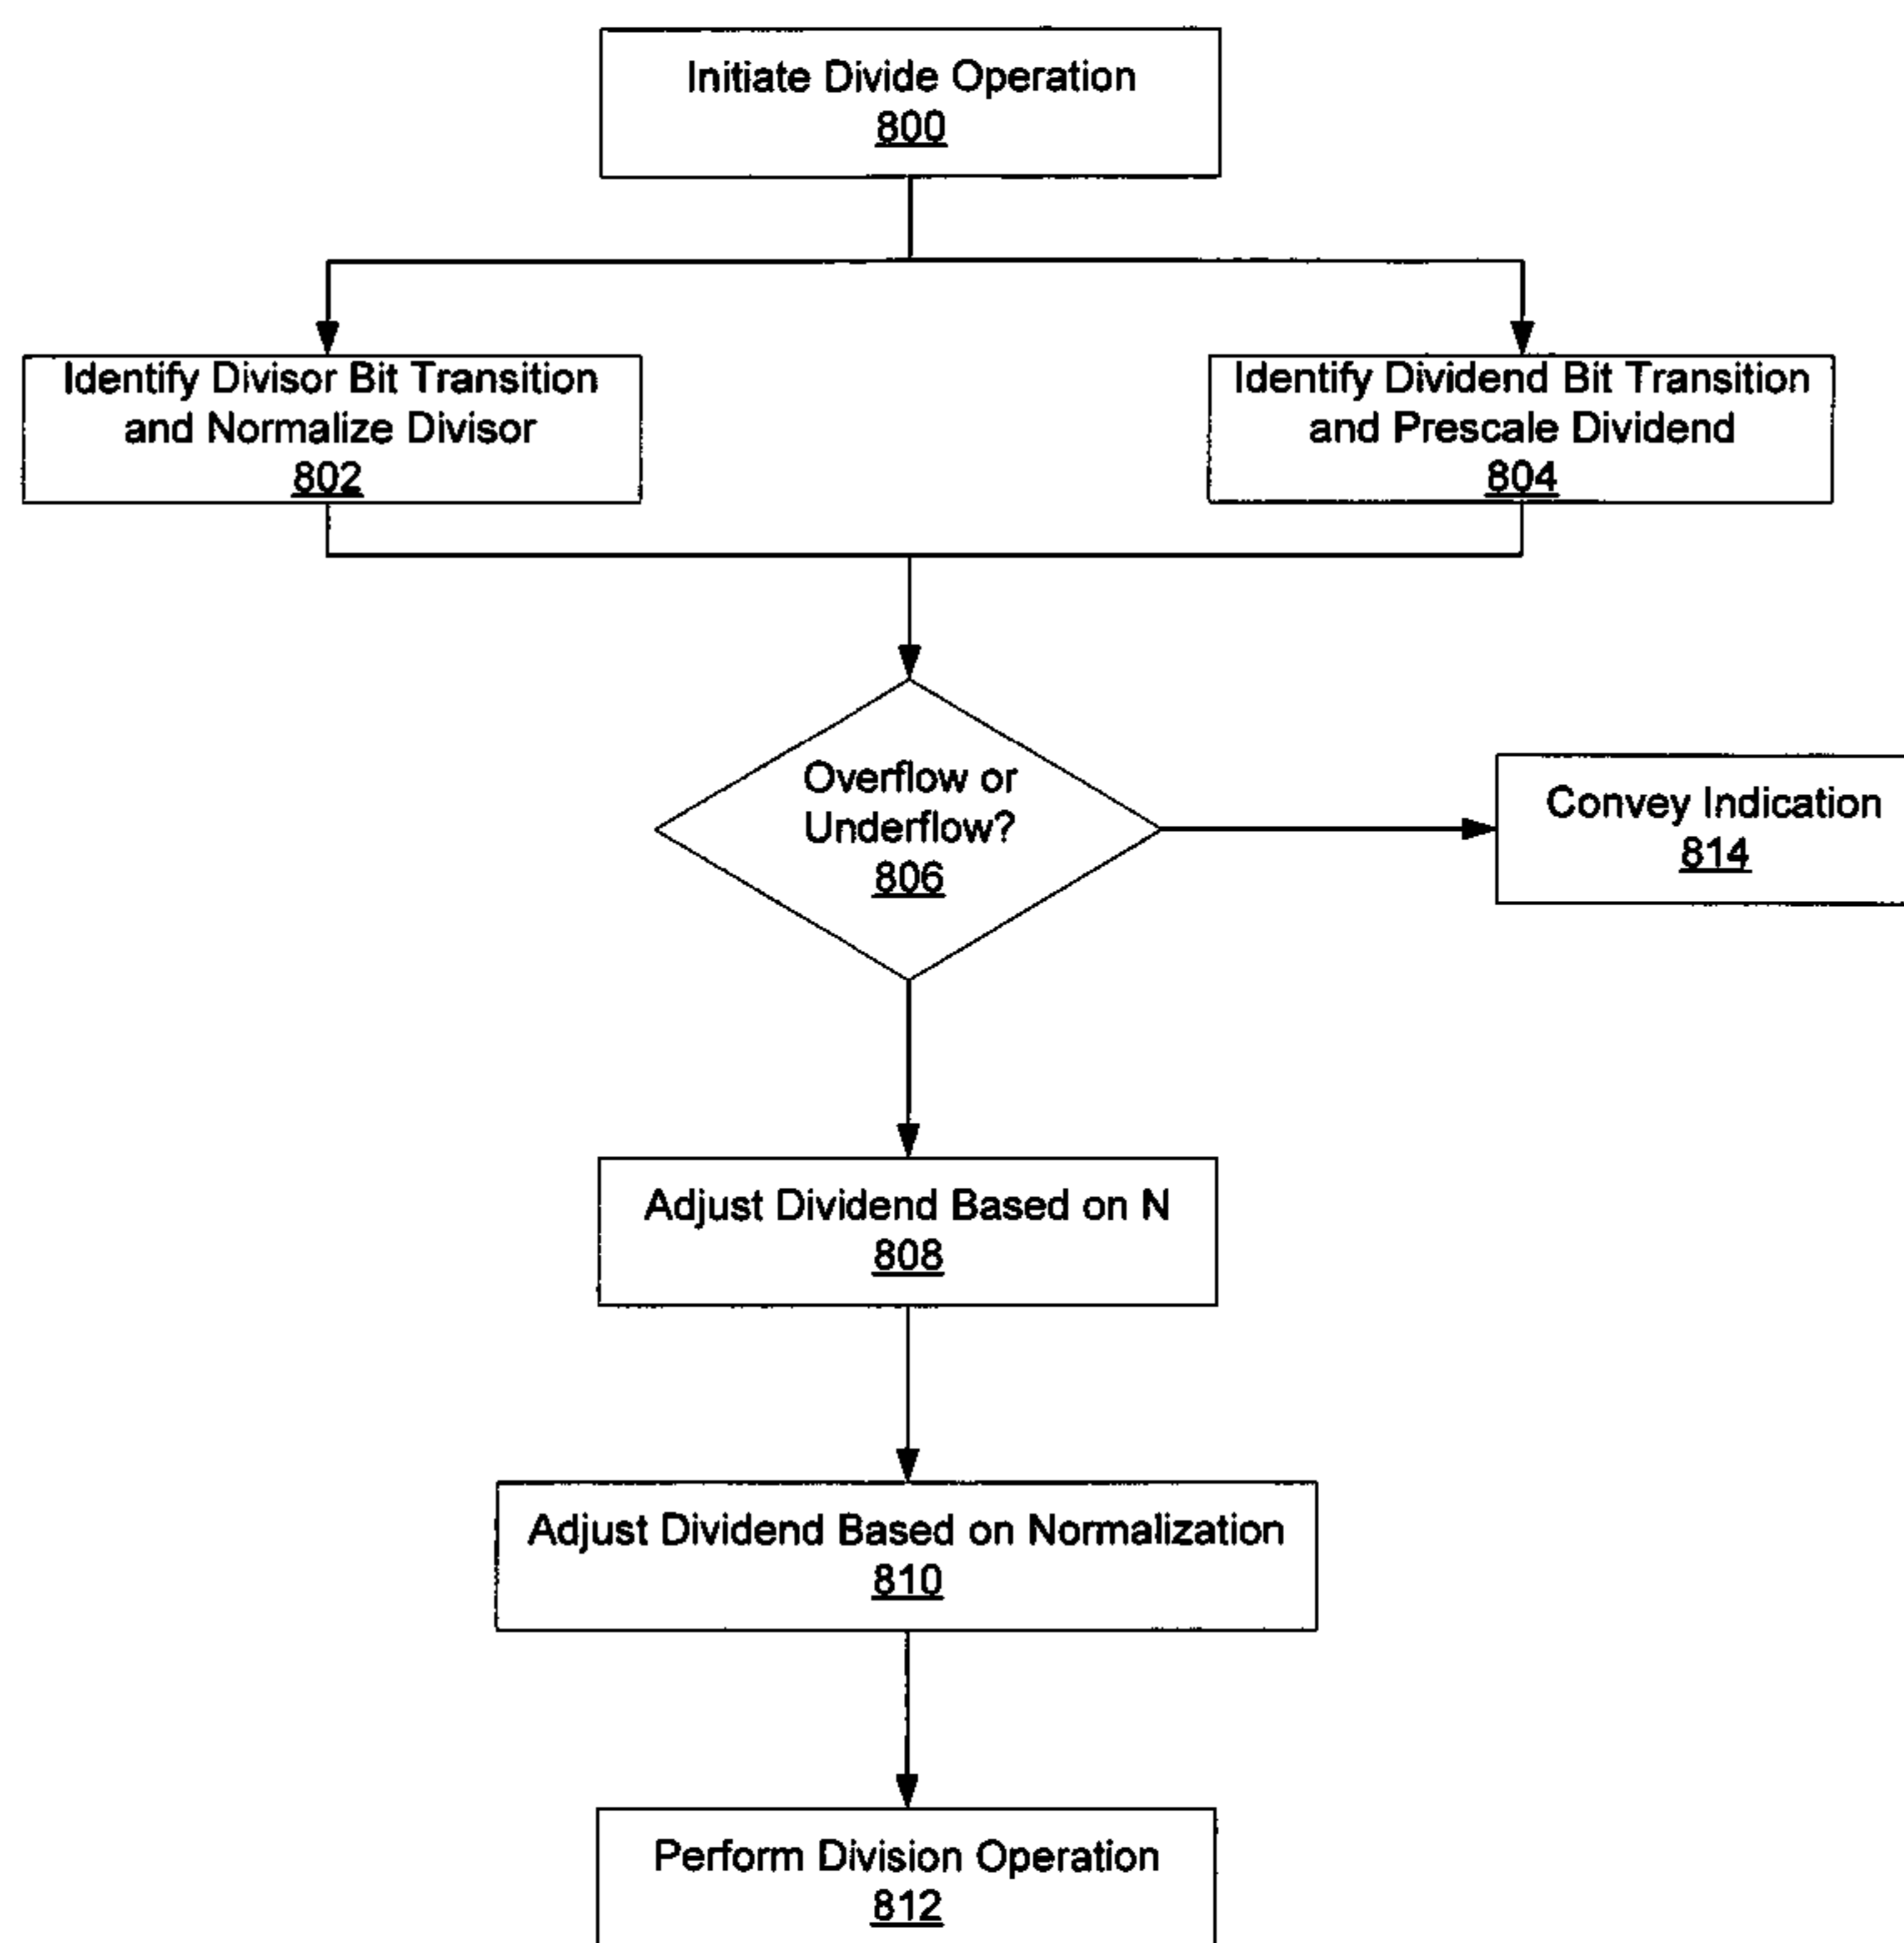 Initiate Divide Operation
800
Identify Divisor Bit Transition
and Normalize Divisor
802
Identify Dividend Bit Transition
and Prescale Dividend
804
Overflow or
Underflow?
806
Convey Indication
814
Adjust Dividend Based on N
808
Adjust Dividend Based on Normalization
810
Perform Division Operation
812